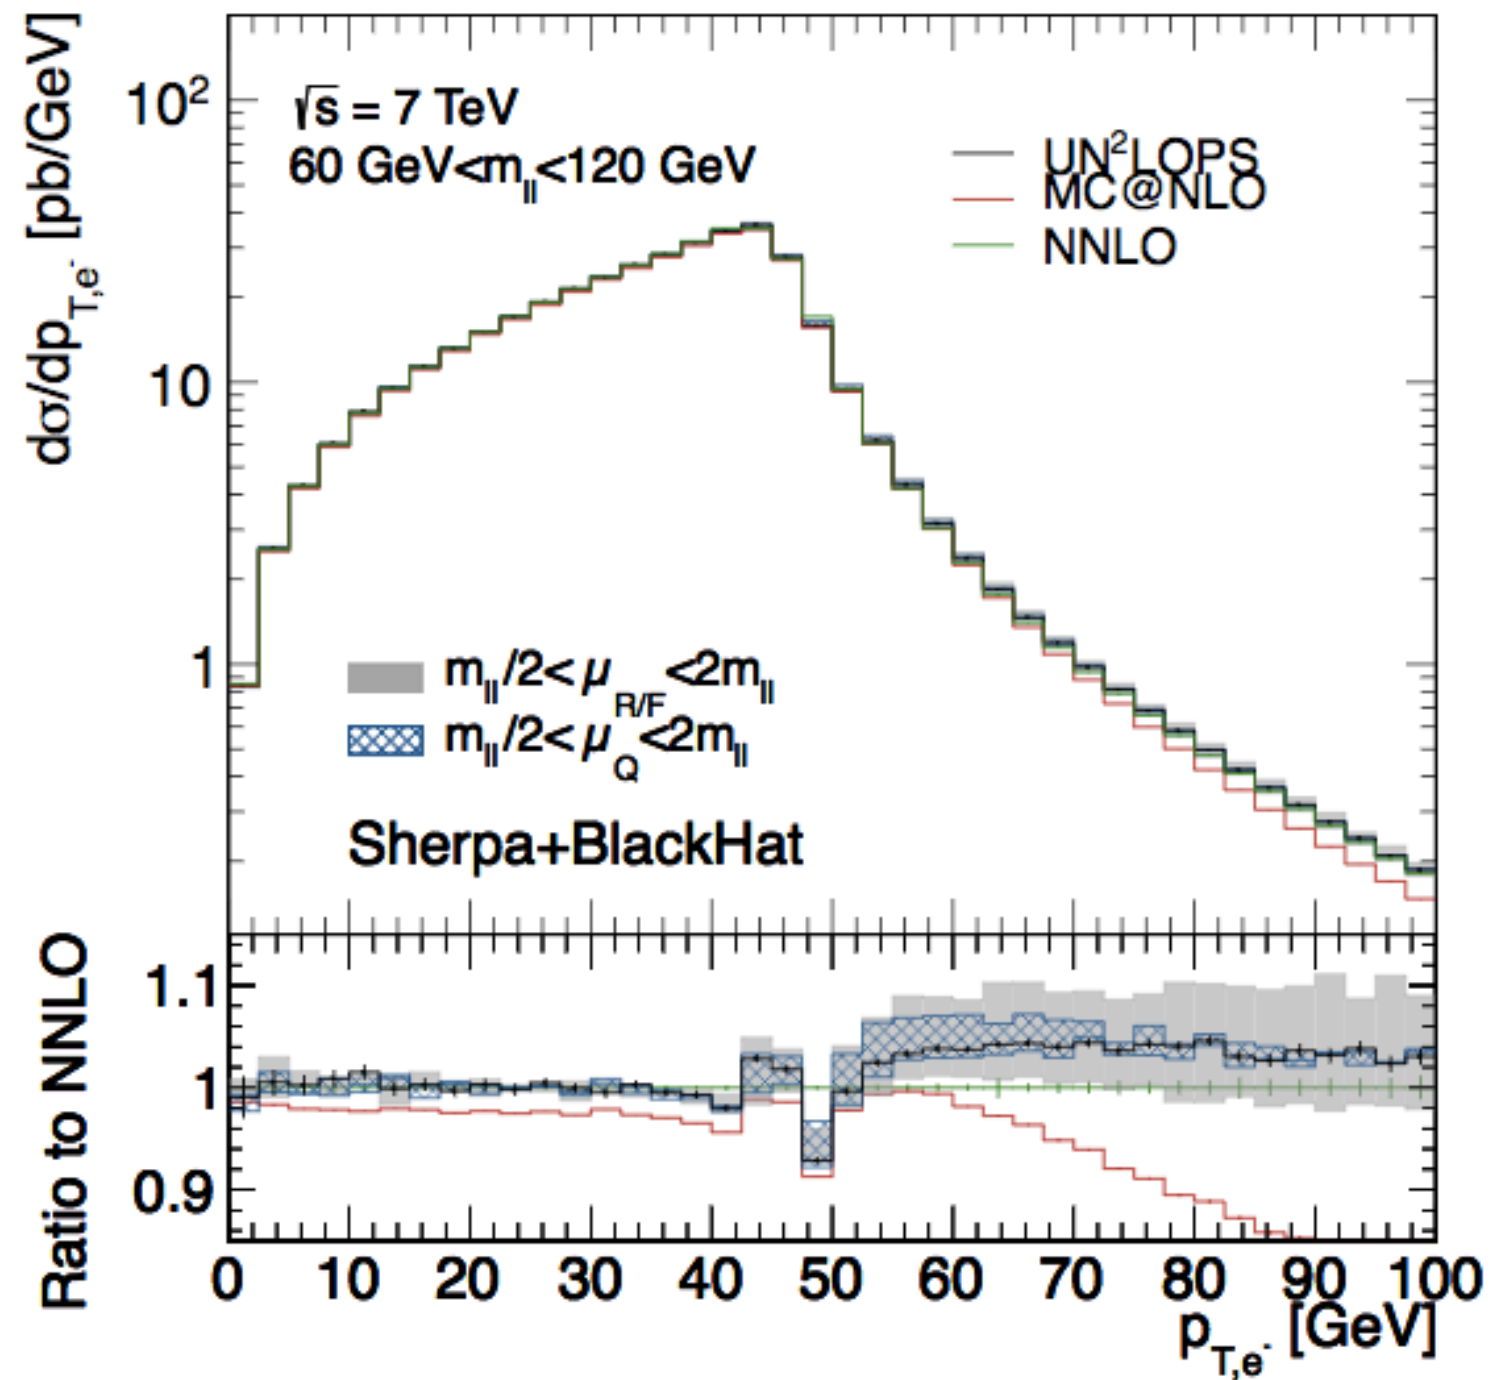 dσ/dp_T,e⁻ [pb/GeV]
10²
10
1
√s = 7 TeV
60 GeV<m_ll<120 GeV
UN²LOPS
MC@NLO
NNLO
m_ll/2<μ_R/F<2m_ll
m_ll/2<μ_Q<2m_ll
Sherpa+BlackHat
Ratio to NNLO
1.1
1
0.9
0 10 20 30 40 50 60 70 80 90 100
p_T,e⁻ [GeV]